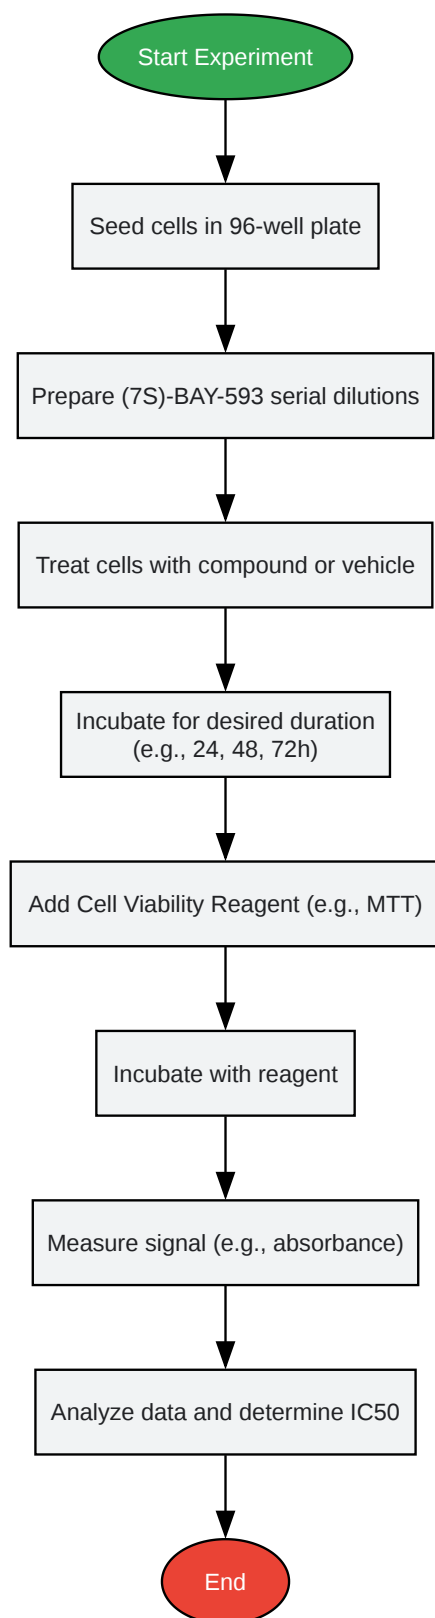 Start Experiment
Seed cells in 96-well plate
Prepare (7S)-BAY-593 serial dilutions
Treat cells with compound or vehicle
Incubate for desired duration
(e.g., 24, 48, 72h)
Add Cell Viability Reagent (e.g., MTT)
Incubate with reagent
Measure signal (e.g., absorbance)
Analyze data and determine IC50
End